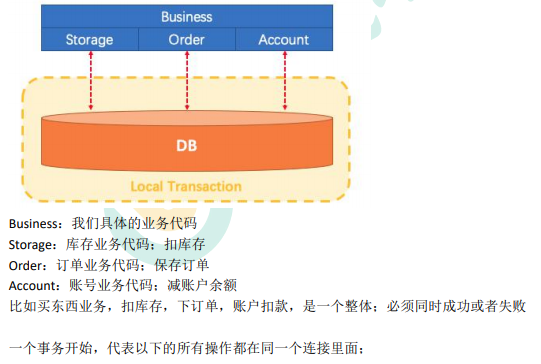 Business
Storage Order Account
DB
Local Transaction
Business：我们具体的业务代码
Storage：库存业务代码；扣库存
Order：订单业务代码；保存订单
Account：账号业务代码；减账户余额
比如买东西业务，扣库存，下订单，账户扣款，是一个整体；必须同时成功或者失败
一个事务开始，代表以下的所有操作都在同一个连接里面；